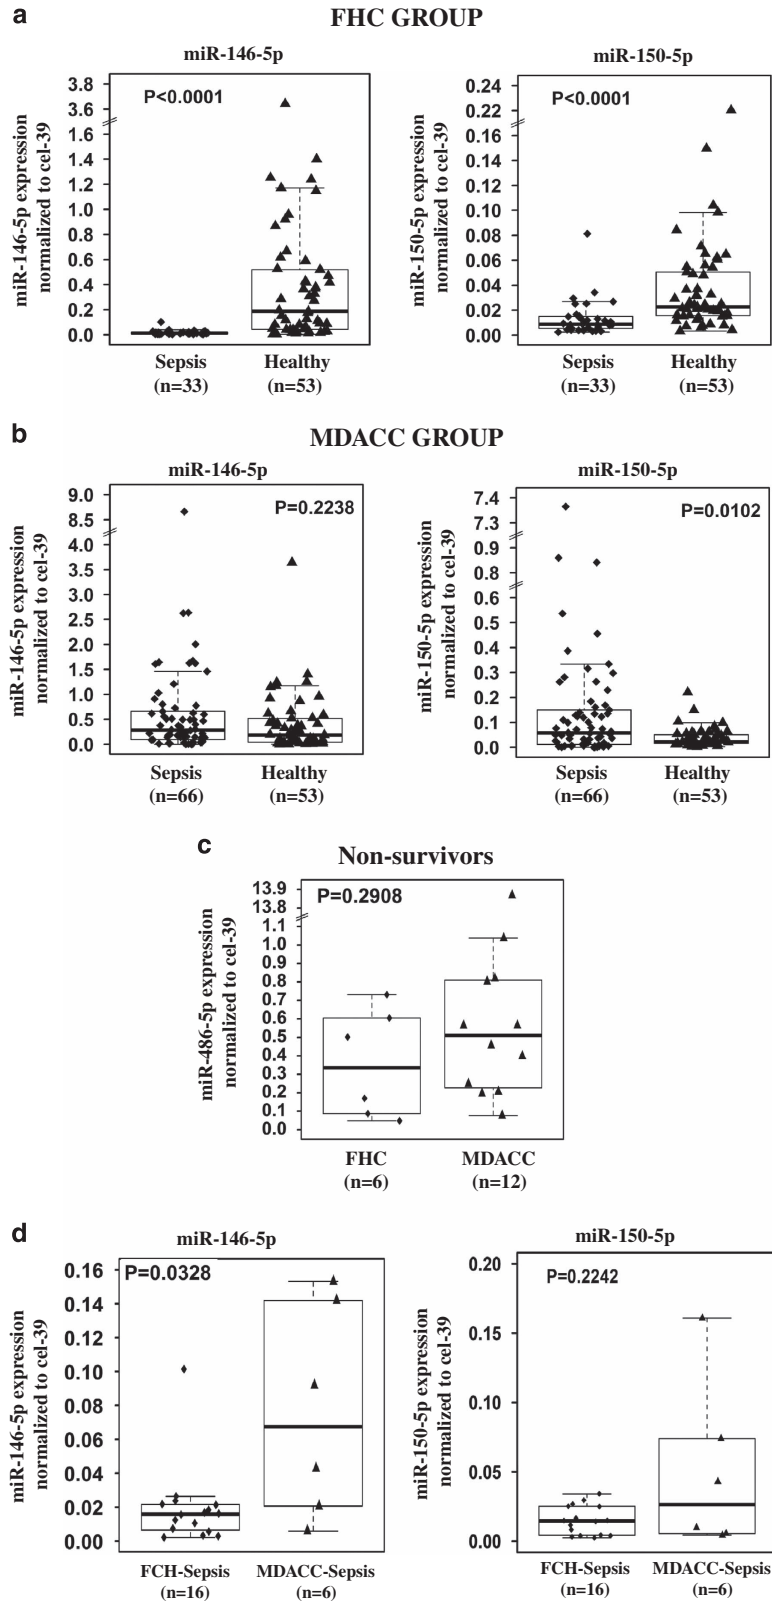 a
FHC GROUP
miR-146-5p
miR-146-5p expression
normalized to cel-39
P<0.0001
3.8
3.6
1.6
1.4
1.2
1.0
0.8
0.6
0.4
0.2
0.0
Sepsis
(n=33)
Healthy
(n=53)
miR-150-5p
miR-150-5p expression
normalized to cel-39
P<0.0001
0.24
0.22
0.16
0.14
0.12
0.10
0.08
0.06
0.04
0.02
0.00
Sepsis
(n=33)
Healthy
(n=53)
b
MDACC GROUP
miR-146-5p
miR-146-5p expression
normalized to cel-39
P=0.2238
9.0
8.5
4.0
3.5
3.0
2.5
2.0
1.5
1.0
0.5
0.0
Sepsis
(n=66)
Healthy
(n=53)
miR-150-5p
miR-150-5p expression
normalized to cel-39
P=0.0102
7.4
7.3
0.9
0.8
0.6
0.5
0.4
0.3
0.2
0.1
0.0
Sepsis
(n=66)
Healthy
(n=53)
c
Non-survivors
miR-486-5p expression
normalized to cel-39
P=0.2908
13.9
13.8
1.1
1.0
0.8
0.7
0.6
0.5
0.4
0.3
0.2
0.1
0.0
FHC
(n=6)
MDACC
(n=12)
d
miR-146-5p
miR-146-5p expression
normalized to cel-39
P=0.0328
0.16
0.14
0.12
0.10
0.08
0.06
0.04
0.02
0.00
FCH-Sepsis
(n=16)
MDACC-Sepsis
(n=6)
miR-150-5p
miR-150-5p expression
normalized to cel-39
P=0.2242
0.20
0.15
0.10
0.05
0.00
FCH-Sepsis
(n=16)
MDACC-Sepsis
(n=6)